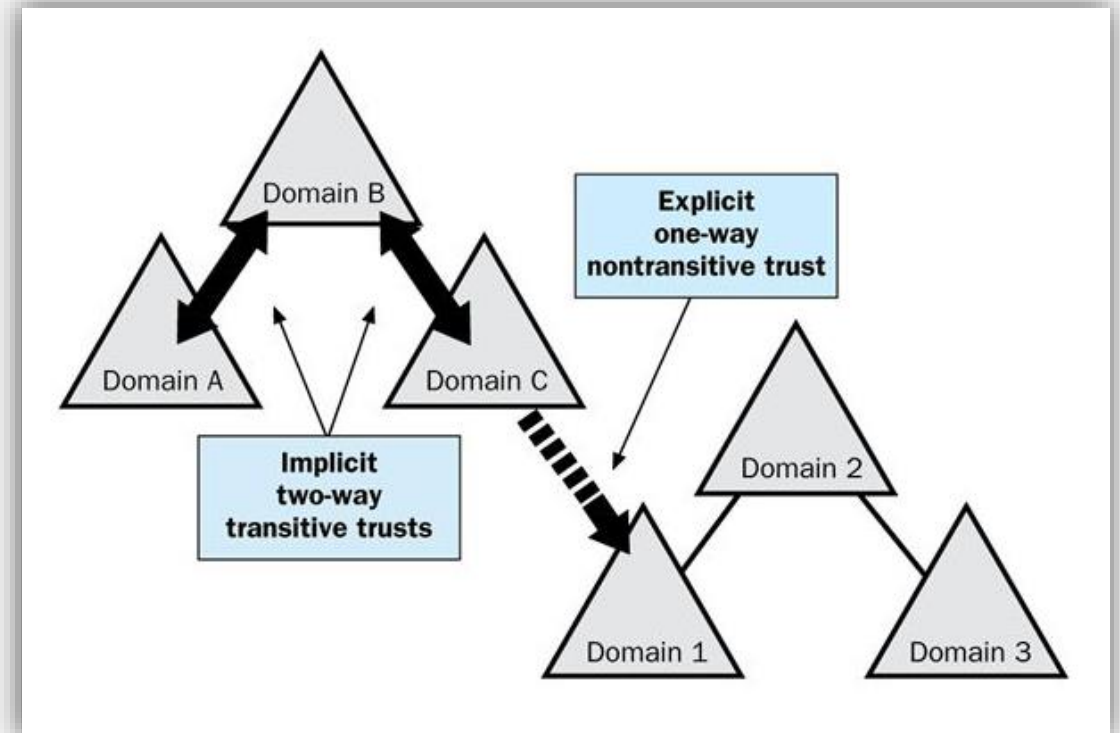 Domain B
Explicit
one-way
nontransitive trust
Domain A
Domain C
Implicit
two-way
transitive trusts
Domain 2
Domain 1
Domain 3